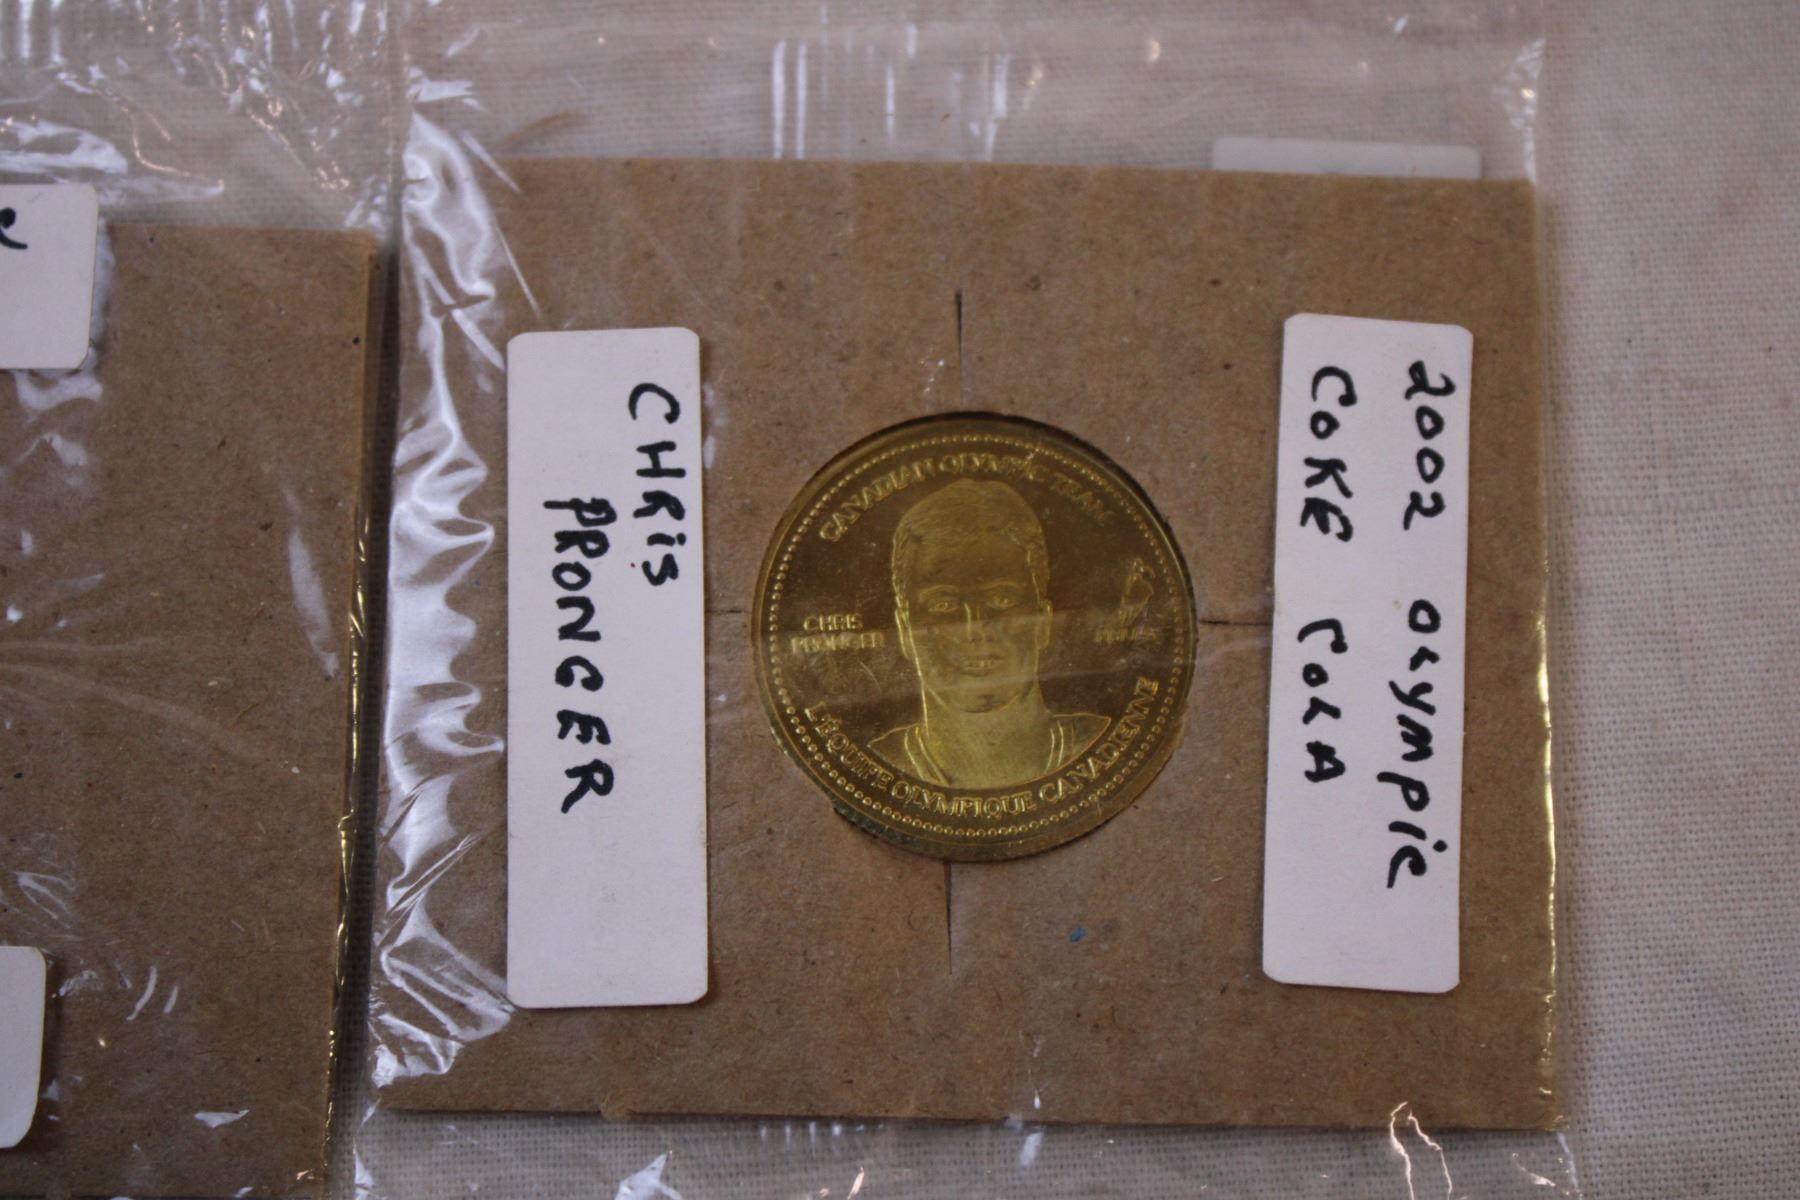 CHRis
PRONGER
CANADIAN OLYMPIC TEAM
CHRIS
PRONGER
L'ÉQUIPE OLYMPIQUE CANADIENNE
2002 OLYMPIC
COKE COLA